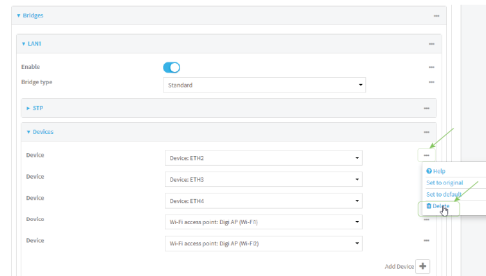 Bridges
LAN1
Enable
Bridge type
Standard
STP
Devices
Device
Device: ETH2
Help
Set to original
Device
Device: ETH3
Set to default
Device
Device: ETH4
Delete
Device
Wi-Fi access point: Digi AP (Wi-Fi1)
Device
Wi-Fi access point: Digi AP (Wi-Fi2)
Add Device